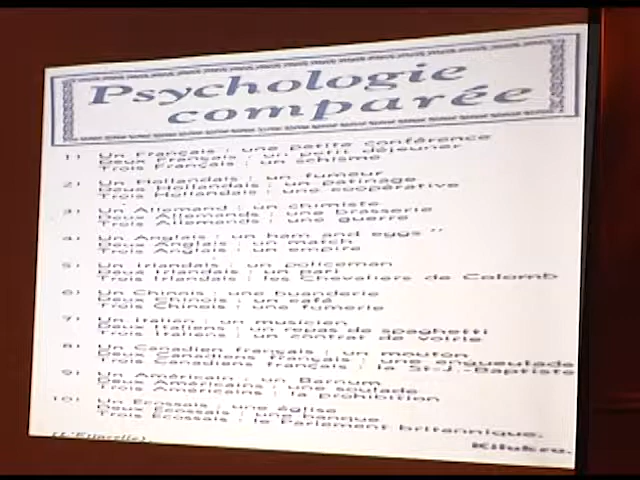 Psychologie
comparée
1) Un Français : une petite conférence
Deux Français : un petit déjeuner
Trois Français : un schisme
2) Un Hollandais : un fumeur
Deux Hollandais : un patinage
Trois Hollandais : une coopérative
3) Un Allemand : un chimiste
Deux Allemands : une brasserie
Trois Allemands : une guerre
4) Un Anglais : un ham and eggs "
Deux Anglais : un match
Trois Anglais : un empire
5) Un Irlandais : un policeman
Deux Irlandais : un pari
Trois Irlandais : les Chevaliers de Colomb
6) Un Chinois : une buanderie
Deux Chinois : un café
Trois Chinois : une fumerie
7) Un Italien : un musicien
Deux Italiens : un repas de spaghetti
Trois Italiens : un contrat de voirie
8) Un Canadien français : un mouton
Deux Canadiens français : une engueulade
Trois Canadiens français : la St-J.-Baptiste
9) Un Américain : un Barnum
Deux Américains : une soulade
Trois Américains : la prohibition
10) Un Ecossais : une église
Deux Ecossais : une banque
Trois Ecossais : le Parlement britannique.